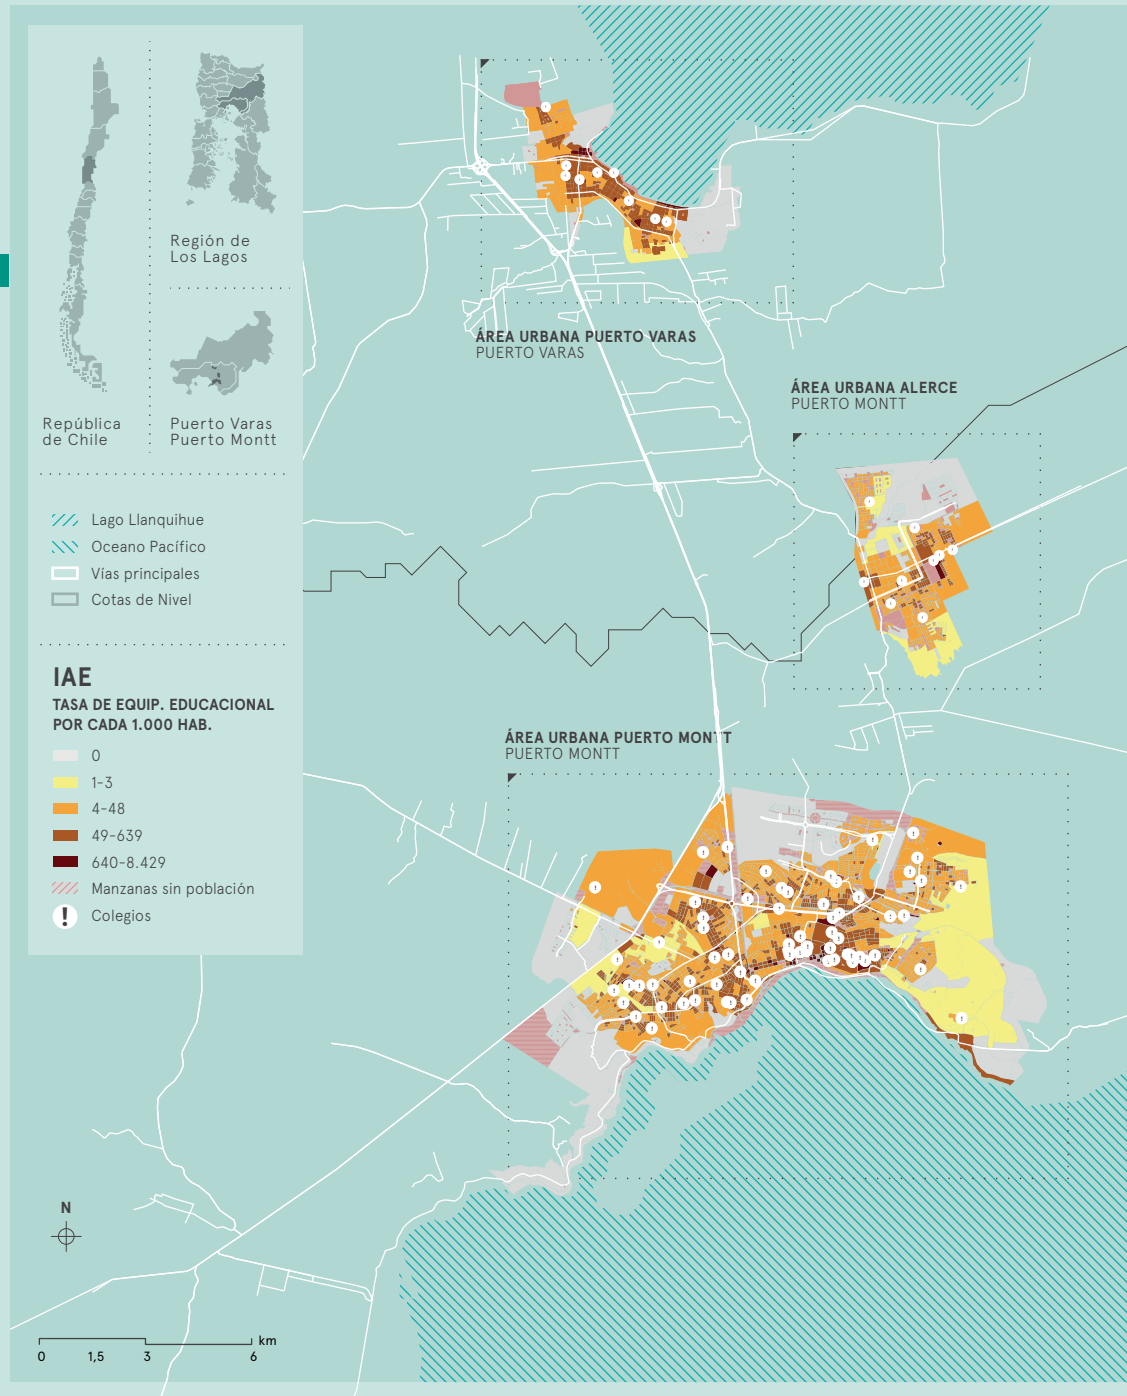 Región de
Los Lagos
República
de Chile
Puerto Varas
Puerto Montt
Lago Llanquihue
Oceano Pacífico
Vías principales
Cotas de Nivel
IAE
TASA DE EQUIP. EDUCACIONAL
POR CADA 1.000 HAB.
0
1-3
4-48
49-639
640-8.429
Manzanas sin población
! Colegios
ÁREA URBANA PUERTO VARAS
PUERTO VARAS
ÁREA URBANA ALERCE
PUERTO MONTT
ÁREA URBANA PUERTO MONTT
PUERTO MONTT
N
km
0 1,5 3 6